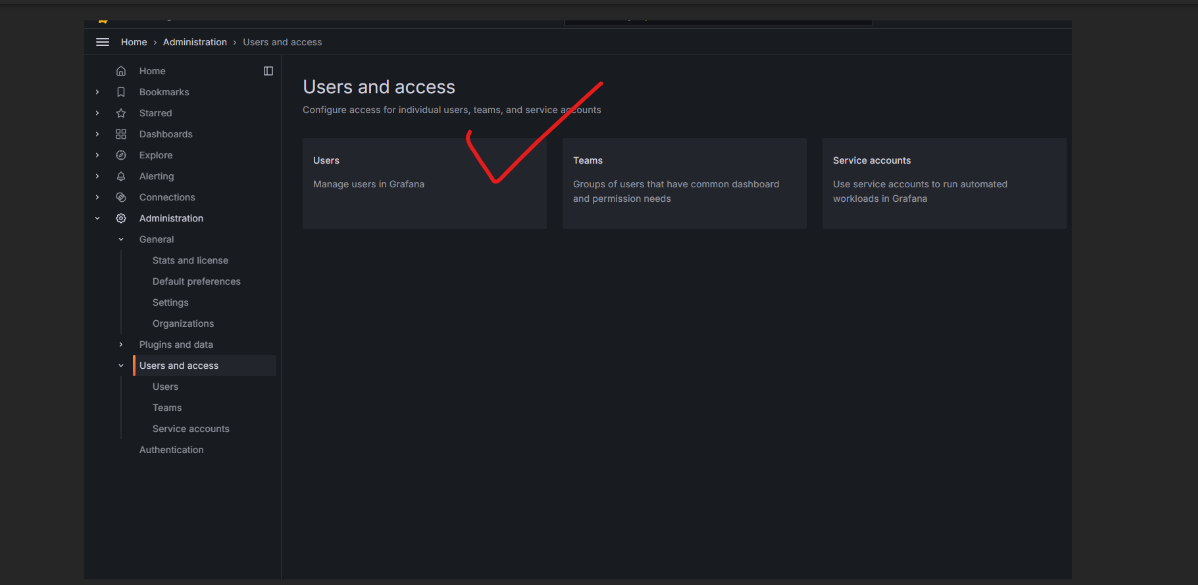 Home › Administration › Users and access
Home
Bookmarks
Starred
Dashboards
Explore
Alerting
Connections
Administration
General
Stats and license
Default preferences
Settings
Organizations
Plugins and data
Users and access
Users
Teams
Service accounts
Authentication
Users and access
Configure access for individual users, teams, and service accounts
Users
Manage users in Grafana
Teams
Groups of users that have common dashboard
and permission needs
Service accounts
Use service accounts to run automated
workloads in Grafana